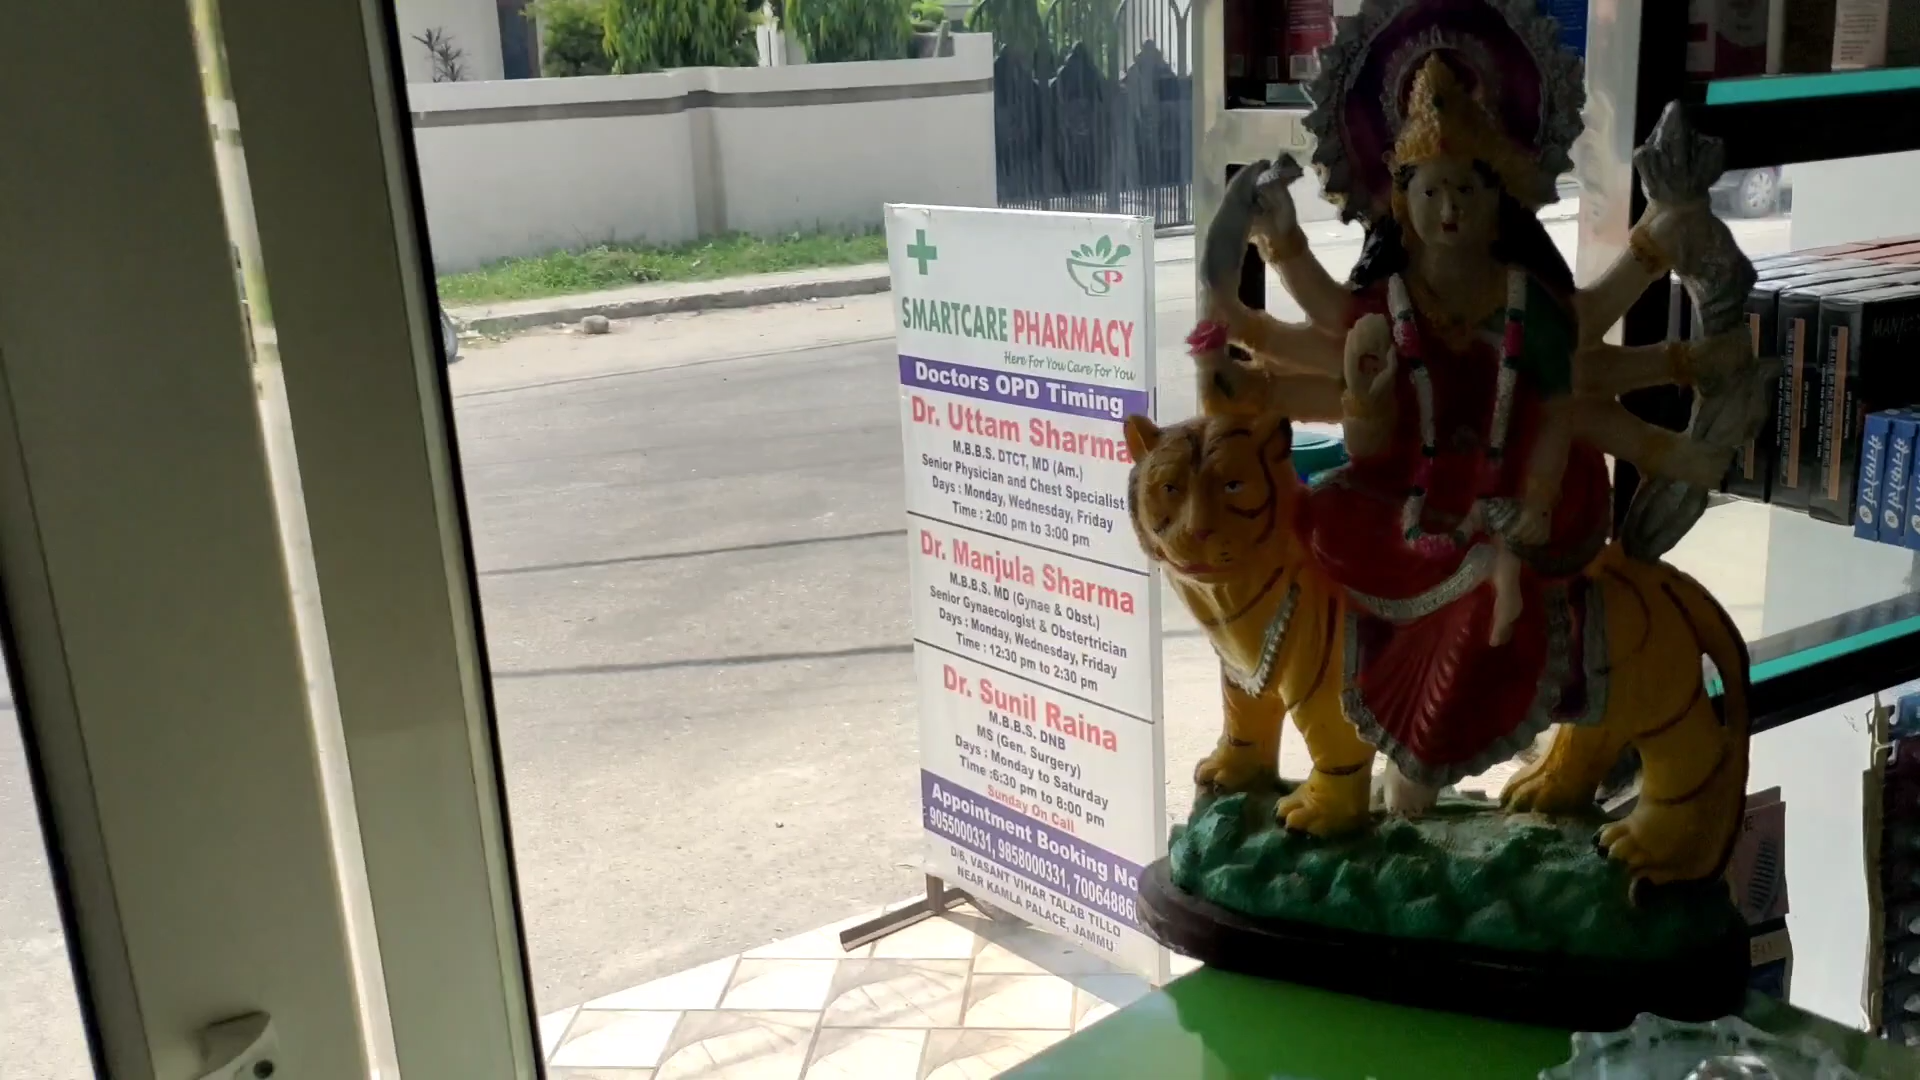 SP
SMARTCARE PHARMACY
Here For You Care For You
Doctors OPD Timing
Dr. Uttam Sharma
M.B.B.S. DTCT, MD (Am.)
Senior Physician and Chest Specialist
Days : Monday, Wednesday, Friday
Time : 2:00 pm to 3:00 pm
Dr. Manjula Sharma
M.B.B.S. MD (Gynae & Obst.)
Senior Gynaecologist & Obstertrician
Days : Monday, Wednesday, Friday
Time : 12:30 pm to 2:30 pm
Dr. Sunil Raina
M.B.B.S. DNB
MS (Gen. Surgery)
Days : Monday to Saturday
Time :6:30 pm to 8:00 pm
Sunday On Call
Appointment Booking No
9055000331, 9858000331, 70064886
D/6, VASANT VIHAR TALAB TILLO
NEAR KAMLA PALACE, JAMMU